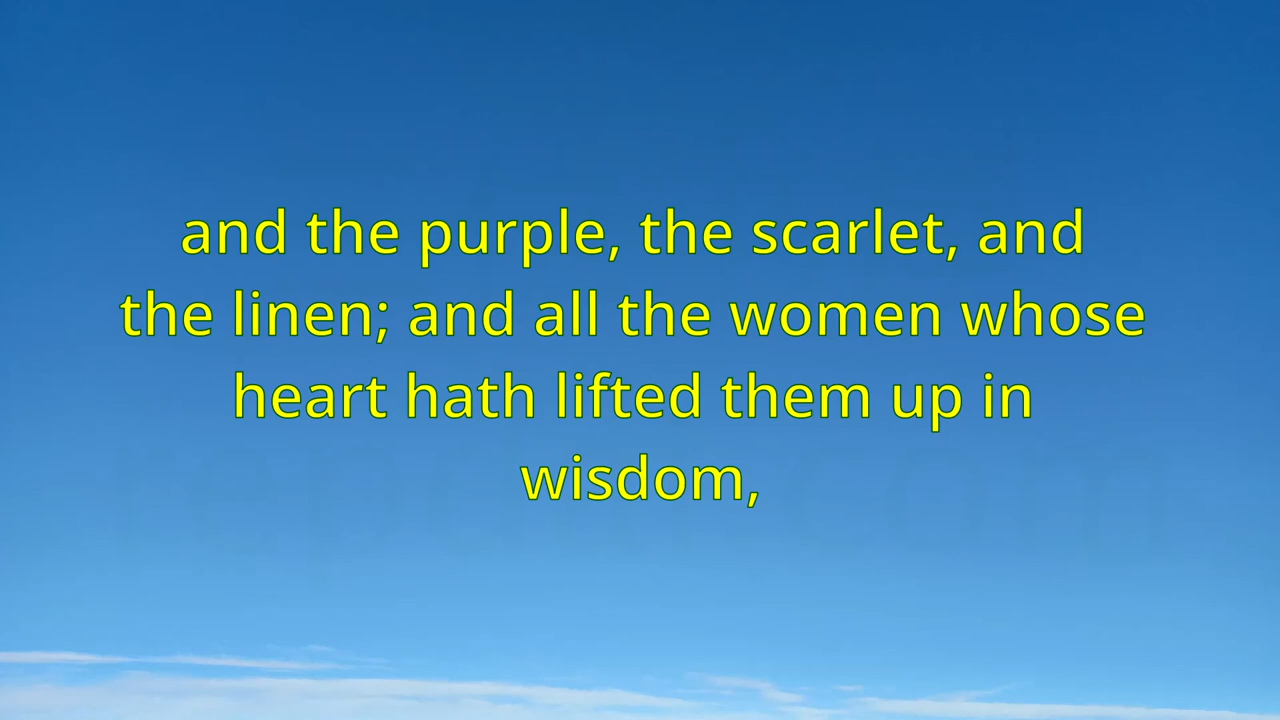 and the purple, the scarlet, and
the linen; and all the women whose
heart hath lifted them up in
wisdom,